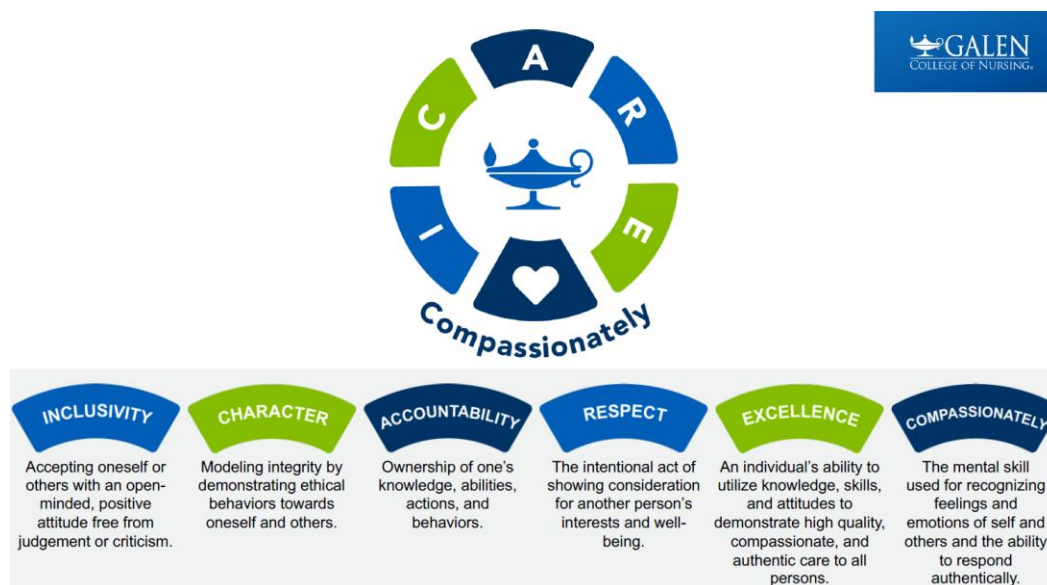 GALEN
COLLEGE OF NURSING®
I C A R E
Compassionately
INCLUSIVITY
Accepting oneself or
others with an open-
minded, positive
attitude free from
judgement or criticism.
CHARACTER
Modeling integrity by
demonstrating ethical
behaviors towards
oneself and others.
ACCOUNTABILITY
Ownership of one's
knowledge, abilities,
actions, and
behaviors.
RESPECT
The intentional act of
showing consideration
for another person's
interests and well-
being.
EXCELLENCE
An individual's ability to
utilize knowledge, skills,
and attitudes to
demonstrate high quality,
compassionate, and
authentic care to all
persons.
COMPASSIONATELY
The mental skill
used for recognizing
feelings and
emotions of self and
others and the ability
to respond
authentically.